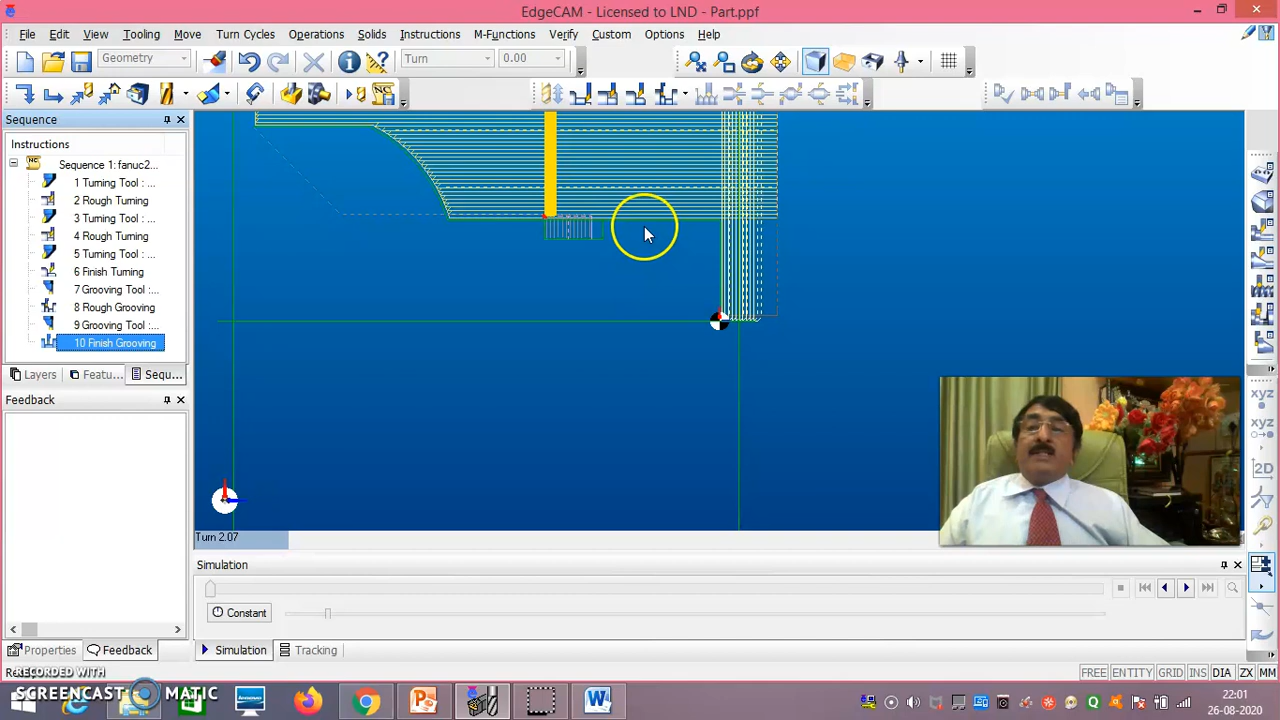 EdgeCAM - Licensed to LND - Part.ppf
File Edit View Tooling Move Turn Cycles Operations Solids Instructions M-Functions Verify Custom Options Help
Geometry Turn 0.00
Sequence
Instructions
Sequence 1: fanuc2...
1 Turning Tool : ...
2 Rough Turning
3 Turning Tool : ...
4 Rough Turning
5 Turning Tool : ...
6 Finish Turning
7 Grooving Tool : ...
8 Rough Grooving
9 Grooving Tool : ...
10 Finish Grooving
Layers Featu... Sequ...
Feedback
xyz
xyz
2D
Turn 2.07
Simulation
Constant
Properties Feedback Simulation Tracking
FREE ENTITY GRID INS DIA ZX MM
RECORDED WITH
SCREENCAST MATIC
22:01
26-08-2020